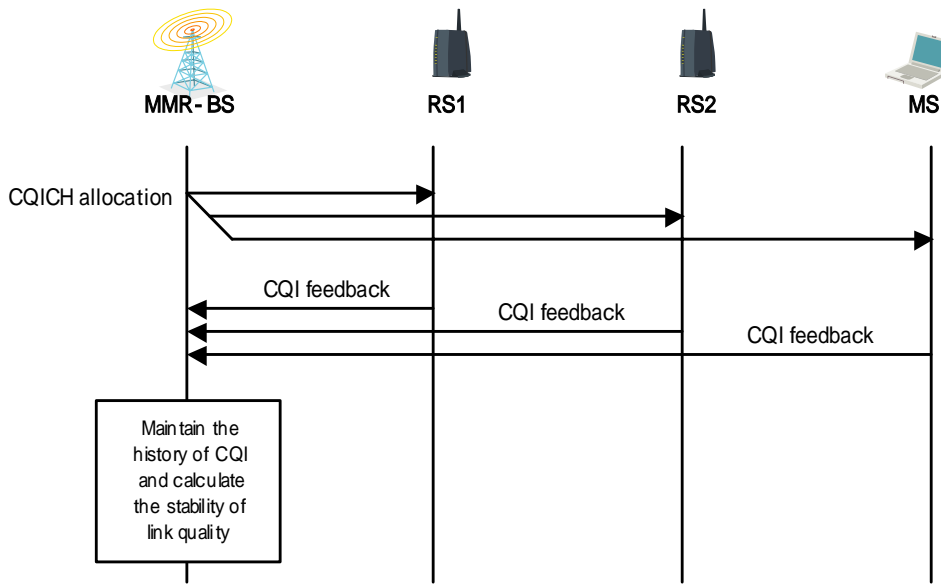 MMR-BS
RS1
RS2
MS
CQICH allocation
CQI feedback
CQI feedback
CQI feedback
Maintain the
history of CQI
and calculate
the stability of
link quality